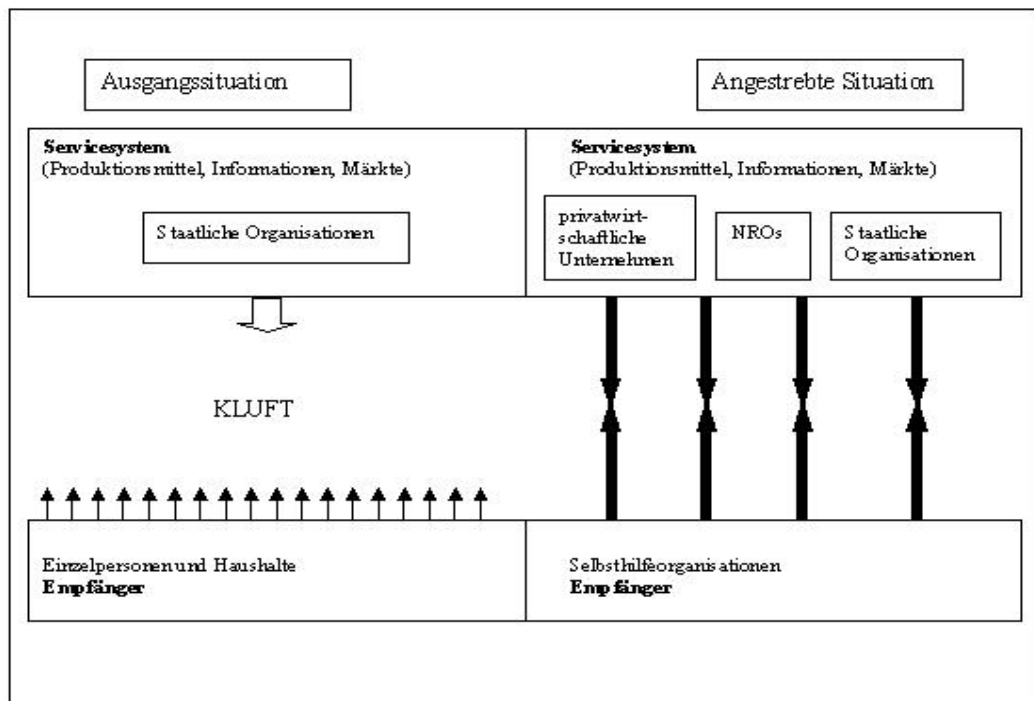 Ausgangssituation
Angestrebte Situation
Servicesystem
(Produktionsmittel, Informationen, Märkte)
Staatliche Organisationen
Servicesystem
(Produktionsmittel, Informationen, Märkte)
privatwirt-
schaftliche
Unternehmen
NROs
Staatliche
Organisationen
KLUFT
Einzelpersonen und Haushalte
Empfänger
Selbsthilfeorganisationen
Empfänger